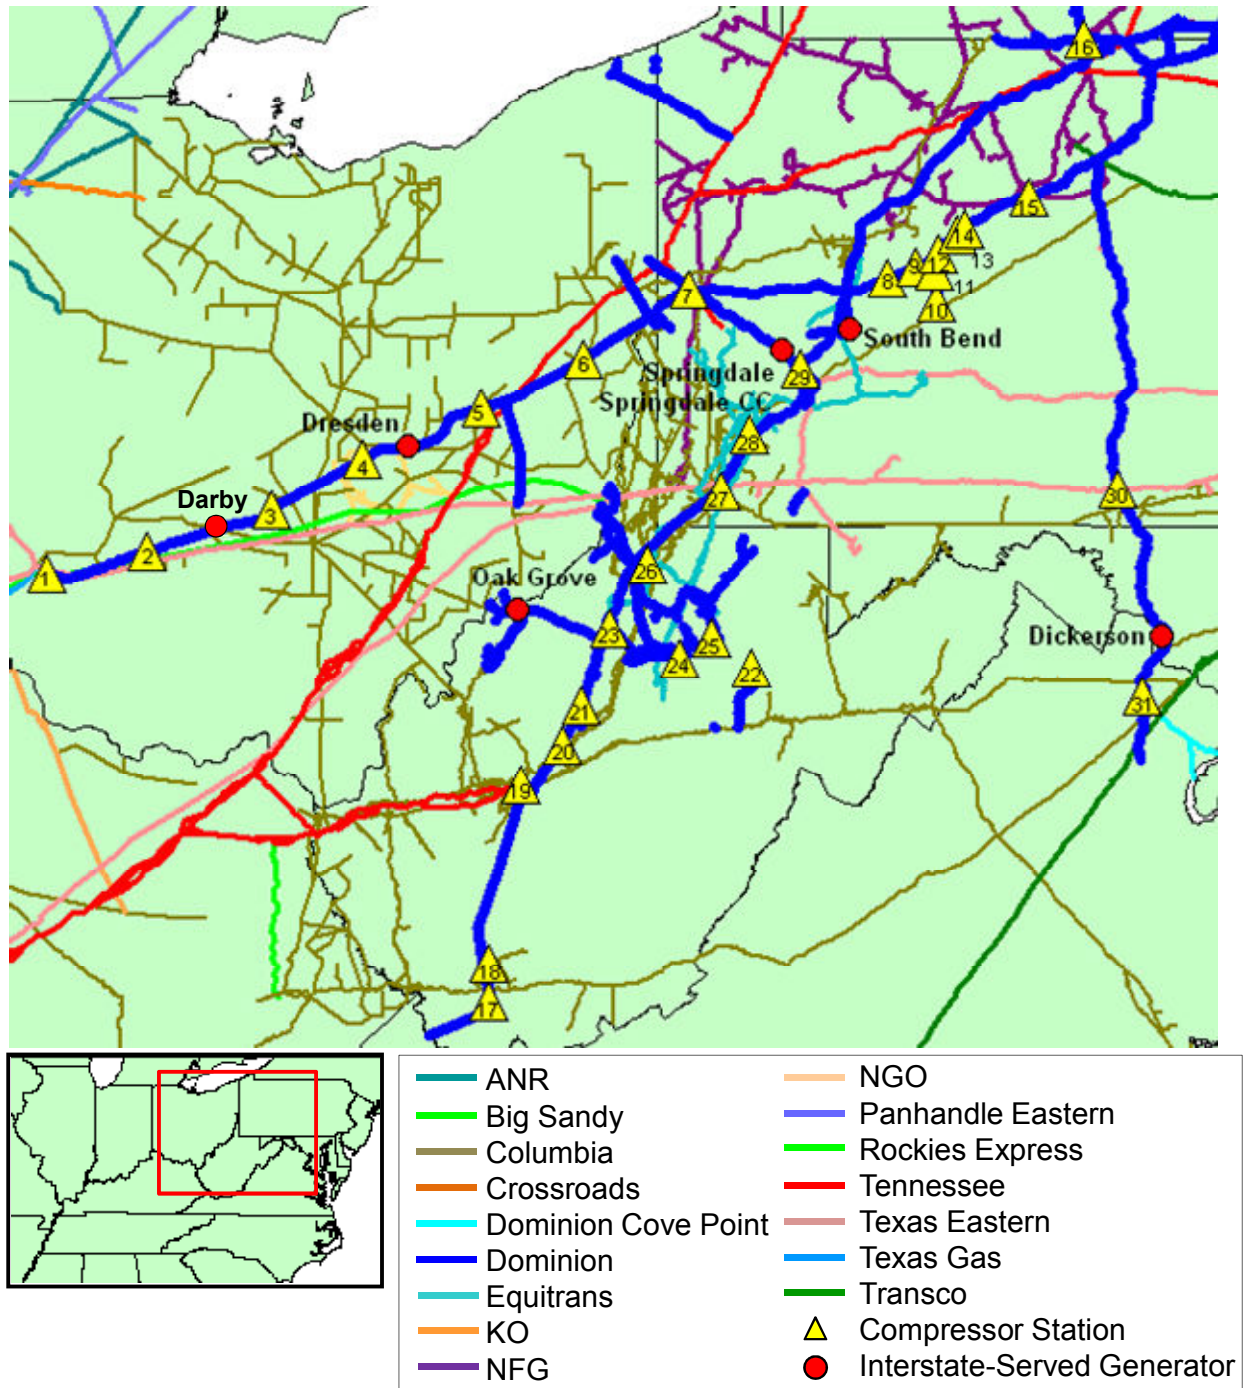 16
15
14
13
12
9
8
11
10
7
South Bend
Springdale
29
Springdale CC
6
5
Dresden
28
4
27
30
Darby
3
2
1
26
Oak Grove
23
25
24
22
Dickerson
21
31
20
19
18
17
ANR
Big Sandy
Columbia
Crossroads
Dominion Cove Point
Dominion
Equitrans
KO
NFG
NGO
Panhandle Eastern
Rockies Express
Tennessee
Texas Eastern
Texas Gas
Transco
Compressor Station
Interstate-Served Generator